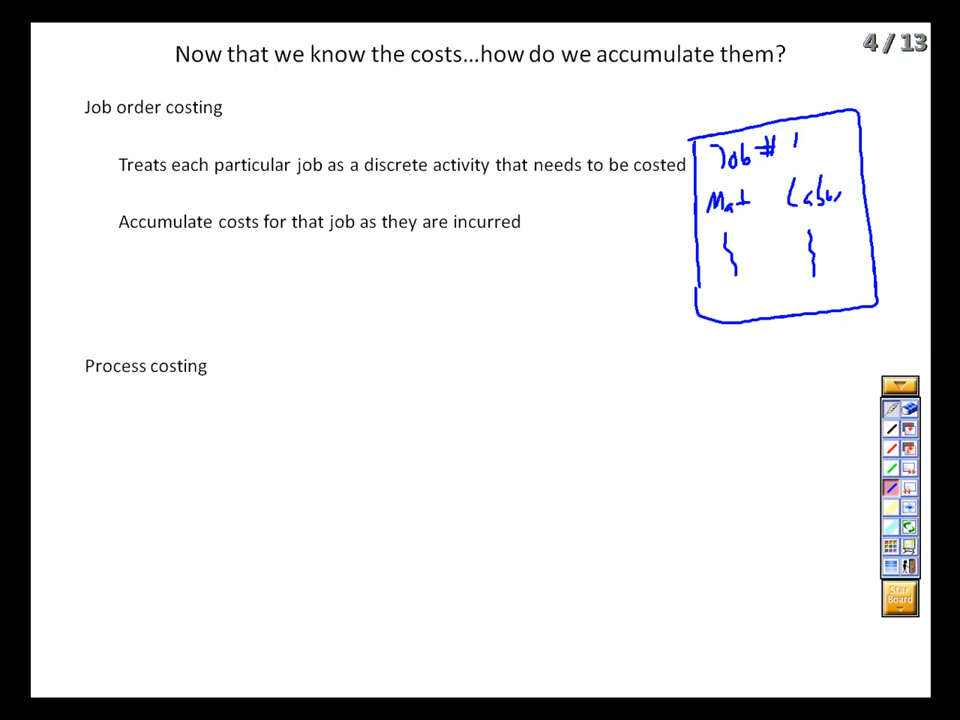 Now that we know the costs...how do we accumulate them?
4 / 13
Job order costing
Treats each particular job as a discrete activity that needs to be costed
Job # 1
Mat Labor
Accumulate costs for that job as they are incurred
Process costing
Star
Board